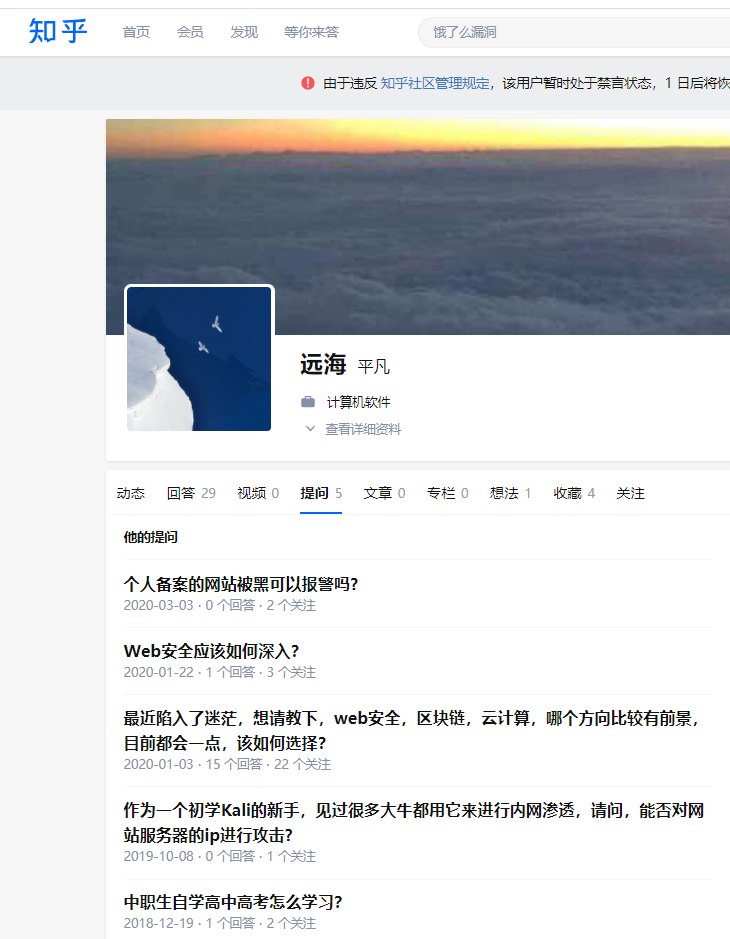 知乎 首页 会员 发现 等你来答 饿了么漏洞
由于违反 知乎社区管理规定，该用户暂时处于禁言状态，1 日后将恢
远海 平凡
计算机软件
查看详细资料
动态 回答 29 视频 0 提问 5 文章 0 专栏 0 想法 1 收藏 4 关注
他的提问
个人备案的网站被黑可以报警吗?
2020-03-03 · 0 个回答 · 2 个关注
Web安全应该如何深入?
2020-01-22 · 1 个回答 · 3 个关注
最近陷入了迷茫，想请教下，web安全，区块链，云计算，哪个方向比较有前景，
目前都会一点，该如何选择?
2020-01-03 · 15 个回答 · 22 个关注
作为一个初学Kali的新手，见过很多大牛都用它来进行内网渗透，请问，能否对网
站服务器的ip进行攻击?
2019-10-08 · 0 个回答 · 1 个关注
中职生自学高中高考怎么学习?
2018-12-19 · 1 个回答 · 2 个关注